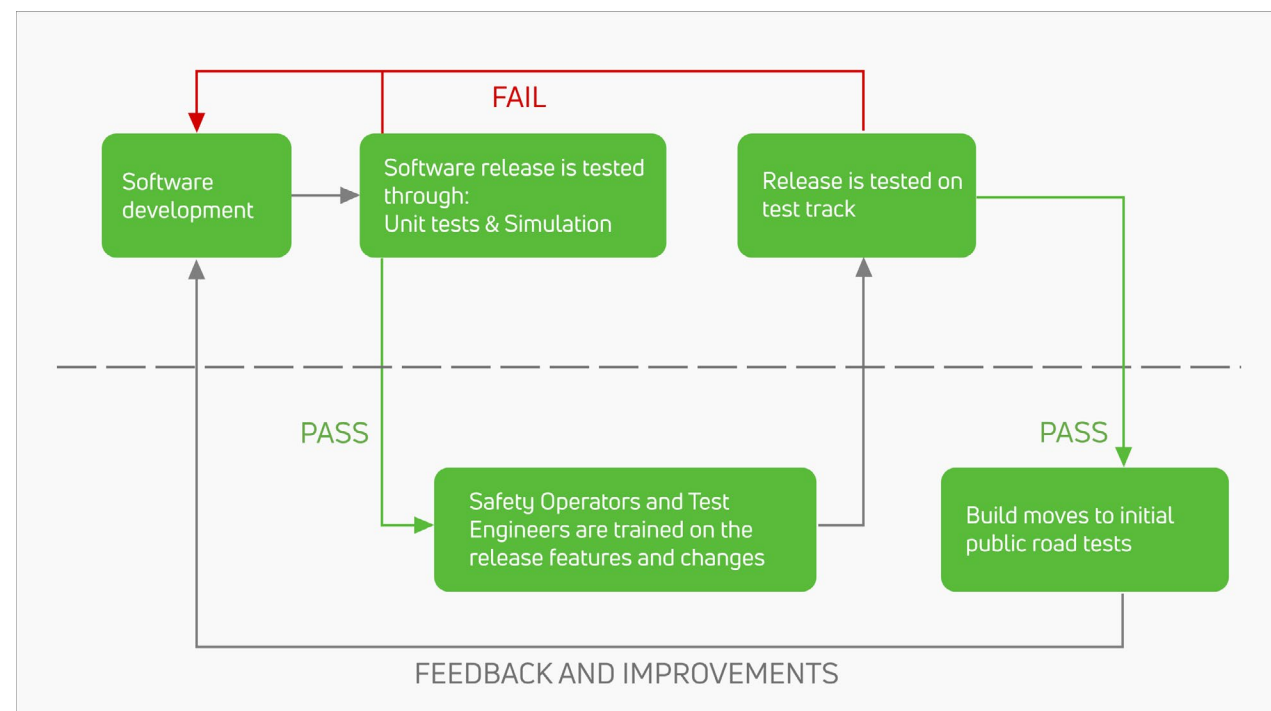 FAIL
Software
development
Software release is tested
through:
Unit tests & Simulation
Release is tested on
test track
PASS
PASS
Safety Operators and Test
Engineers are trained on the
release features and changes
Build moves to initial
public road tests
FEEDBACK AND IMPROVEMENTS